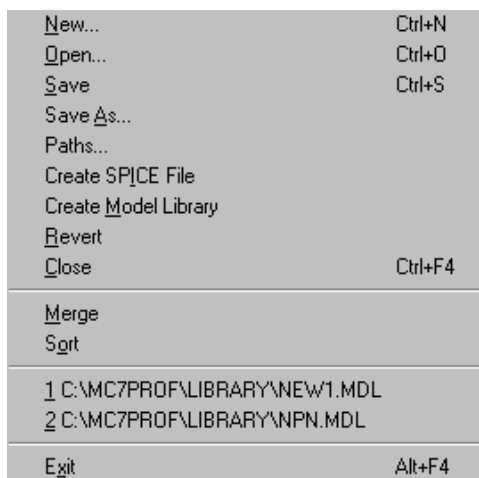 New... Ctrl+N
Open... Ctrl+O
Save Ctrl+S
Save As...
Paths...
Create SPICE File
Create Model Library
Revert
Close Ctrl+F4
Merge
Sort
1 C:\MC7PROF\LIBRARY\NEW1.MDL
2 C:\MC7PROF\LIBRARY\NPN.MDL
Exit Alt+F4